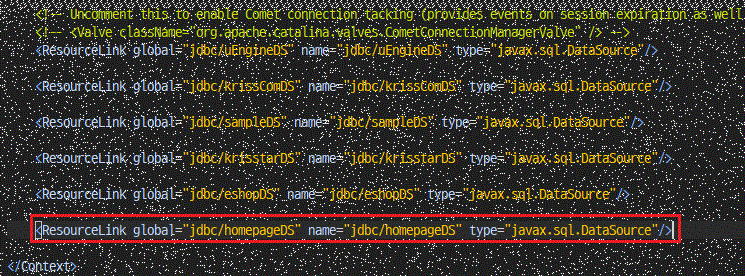 <!-- Uncomment this to enable Comet connection tacking (provides events on session expiration as well
<!-- <Valve className="org.apache.catalina.valves.CometConnectionManagerValve" /> -->
<ResourceLink global="jdbc/uEngineDS" name="jdbc/uEngineDS" type="javax.sql.DataSource"/>
<ResourceLink global="jdbc/krissComDS" name="jdbc/krissComDS" type="javax.sql.DataSource"/>
<ResourceLink global="jdbc/sampleDS" name="jdbc/sampleDS" type="javax.sql.DataSource"/>
<ResourceLink global="jdbc/krisstarDS" name="jdbc/krisstarDS" type="javax.sql.DataSource"/>
<ResourceLink global="jdbc/eshopDS" name="jdbc/eshopDS" type="javax.sql.DataSource"/>
<ResourceLink global="jdbc/homepageDS" name="jdbc/homepageDS" type="javax.sql.DataSource"/>
</Context>